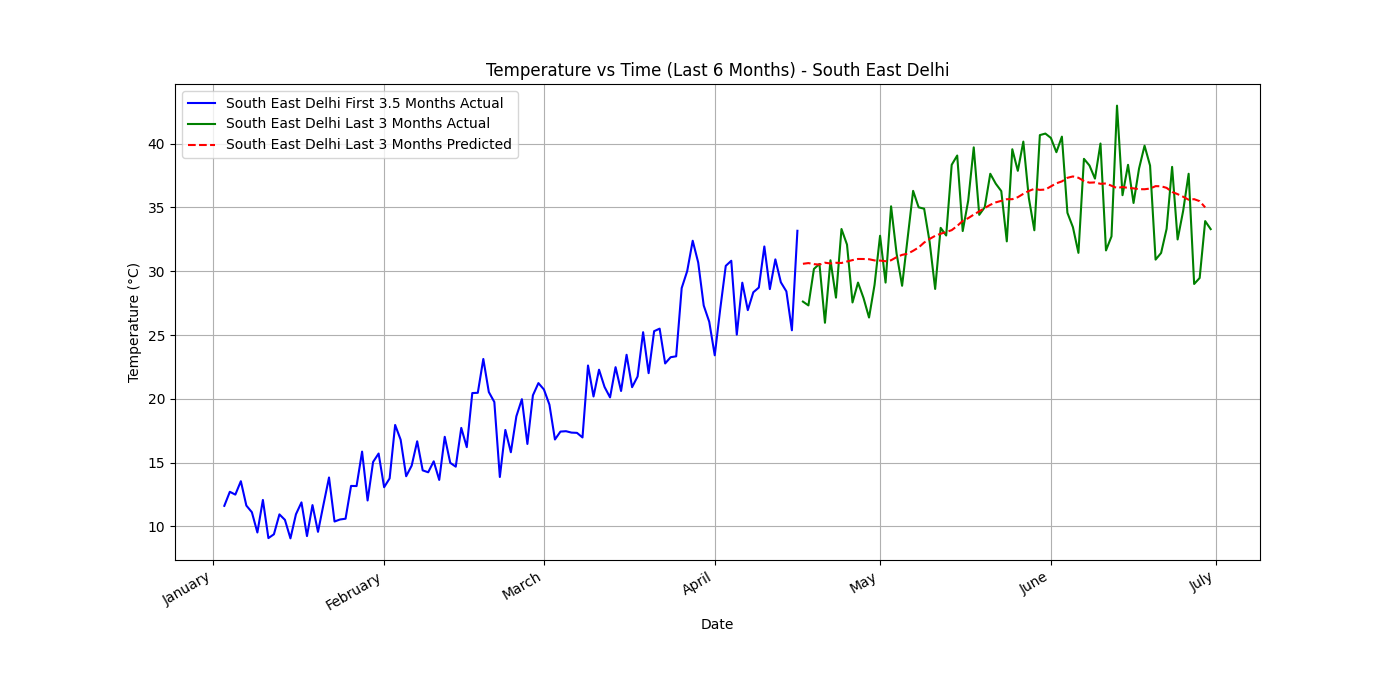 Temperature vs Time (Last 6 Months) - South East Delhi
South East Delhi First 3.5 Months Actual
South East Delhi Last 3 Months Actual
South East Delhi Last 3 Months Predicted
Temperature (°C)
40
35
30
25
20
15
10
January
February
March
April
May
June
July
Date